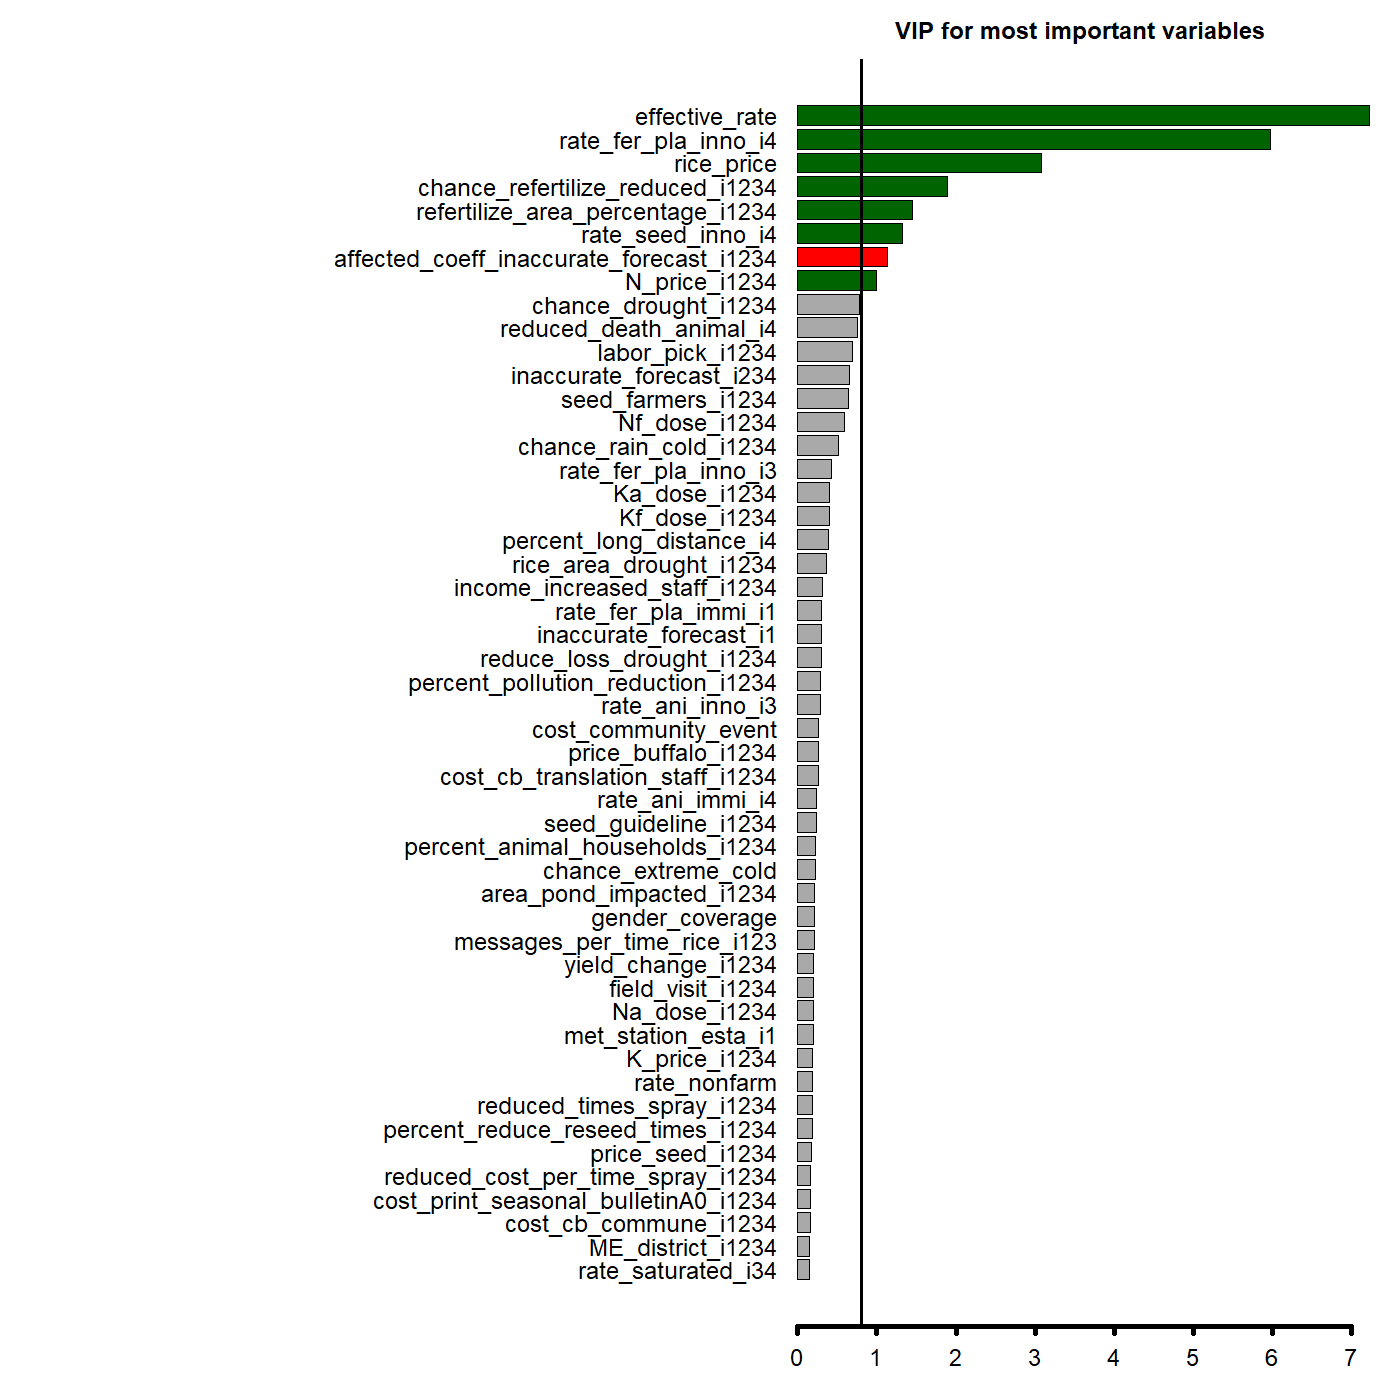 VIP for most important variables
effective_rate
rate_fer_pla_inno_i4
rice_price
chance_refertilize_reduced_i1234
refertilize_area_percentage_i1234
rate_seed_inno_i4
affected_coeff_inaccurate_forecast_i1234
N_price_i1234
chance_drought_i1234
reduced_death_animal_i4
labor_pick_i1234
inaccurate_forecast_i234
seed_farmers_i1234
Nf_dose_i1234
chance_rain_cold_i1234
rate_fer_pla_inno_i3
Ka_dose_i1234
Kf_dose_i1234
percent_long_distance_i4
rice_area_drought_i1234
income_increased_staff_i1234
rate_fer_pla_immi_i1
inaccurate_forecast_i1
reduce_loss_drought_i1234
percent_pollution_reduction_i1234
rate_ani_inno_i3
cost_community_event
price_buffalo_i1234
cost_cb_translation_staff_i1234
rate_ani_immi_i4
seed_guideline_i1234
percent_animal_households_i1234
chance_extreme_cold
area_pond_impacted_i1234
gender_coverage
messages_per_time_rice_i123
yield_change_i1234
field_visit_i1234
Na_dose_i1234
met_station_esta_i1
K_price_i1234
rate_nonfarm
reduced_times_spray_i1234
percent_reduce_reseed_times_i1234
price_seed_i1234
reduced_cost_per_time_spray_i1234
cost_print_seasonal_bulletinA0_i1234
cost_cb_commune_i1234
ME_district_i1234
rate_saturated_i34
0 1 2 3 4 5 6 7